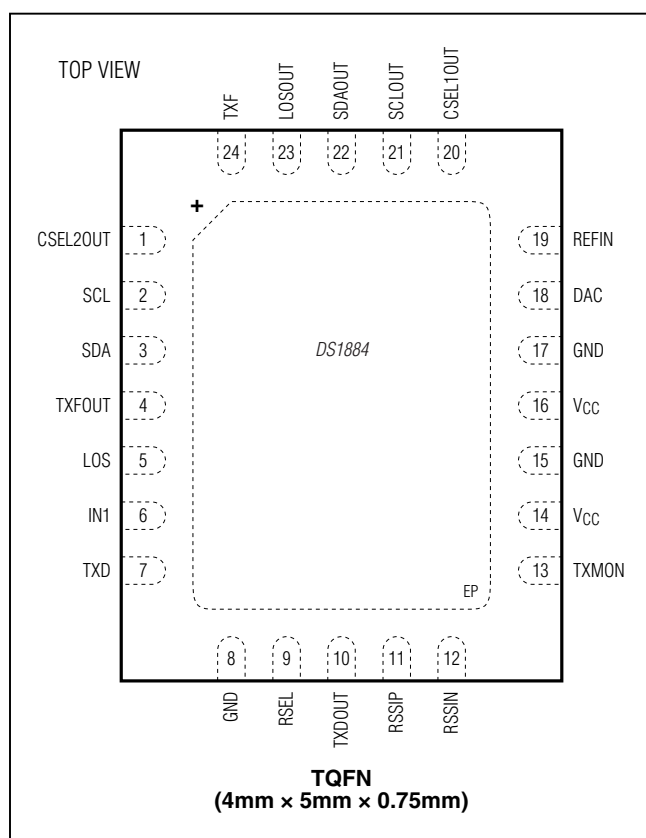 TOP VIEW
TXF
LOSOUT
SDAOUT
SCLOUT
CSEL1OUT
24 23 22 21 20
+
CSEL2OUT 1
SCL 2
SDA 3
TXFOUT 4
LOS 5
IN1 6
TXD 7
DS1884
19 REFIN
18 DAC
17 GND
16 VCC
15 GND
14 VCC
13 TXMON
EP
8 9 10 11 12
GND
RSEL
TXDOUT
RSSIP
RSSIN
TQFN
(4mm × 5mm × 0.75mm)